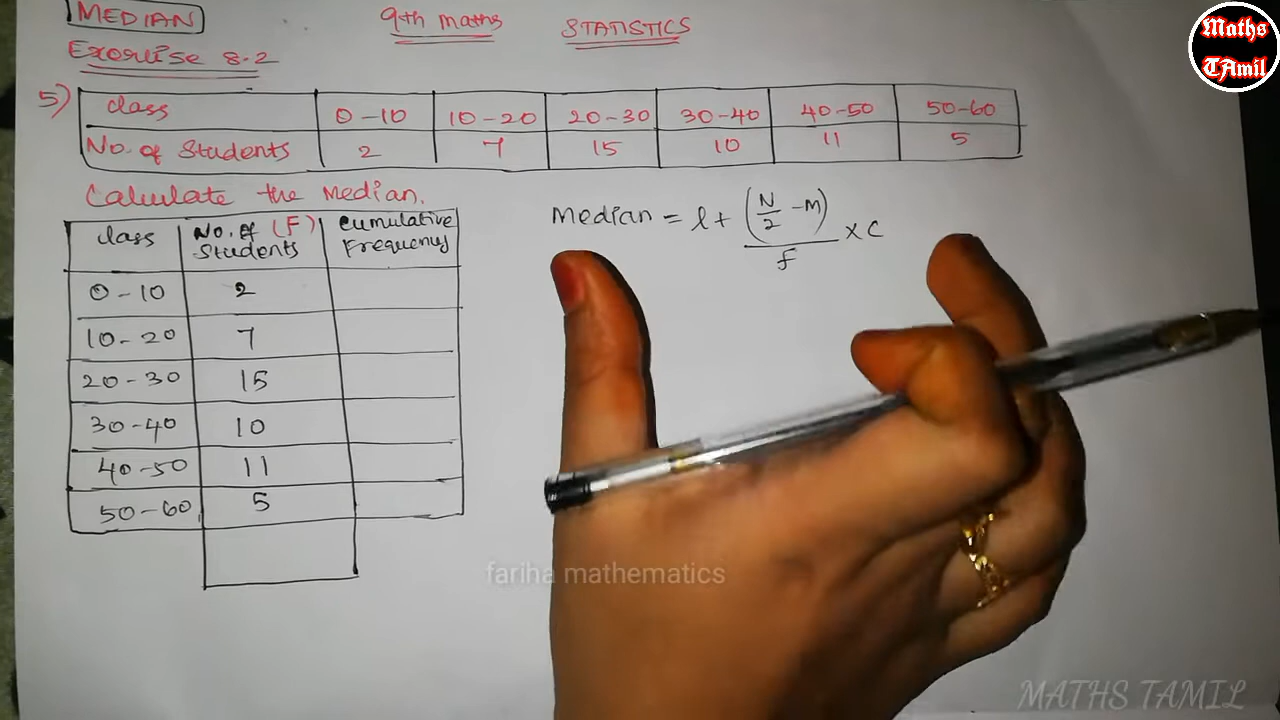 MEDIAN 9th maths STATISTICS
Maths TAmil
Exercise 8.2
5) class 0-10 10-20 20-30 30-40 40-50 50-60
No. of Students 2 7 15 10 11 5
Calculate the Median.
class No. of (F) Students Cumulative Frequency
Median = l + (N/2 - M)/f × C
0-10 2
10-20 7
20-30 15
30-40 10
40-50 11
50-60 5
fariha mathematics
MATHS TAMIL